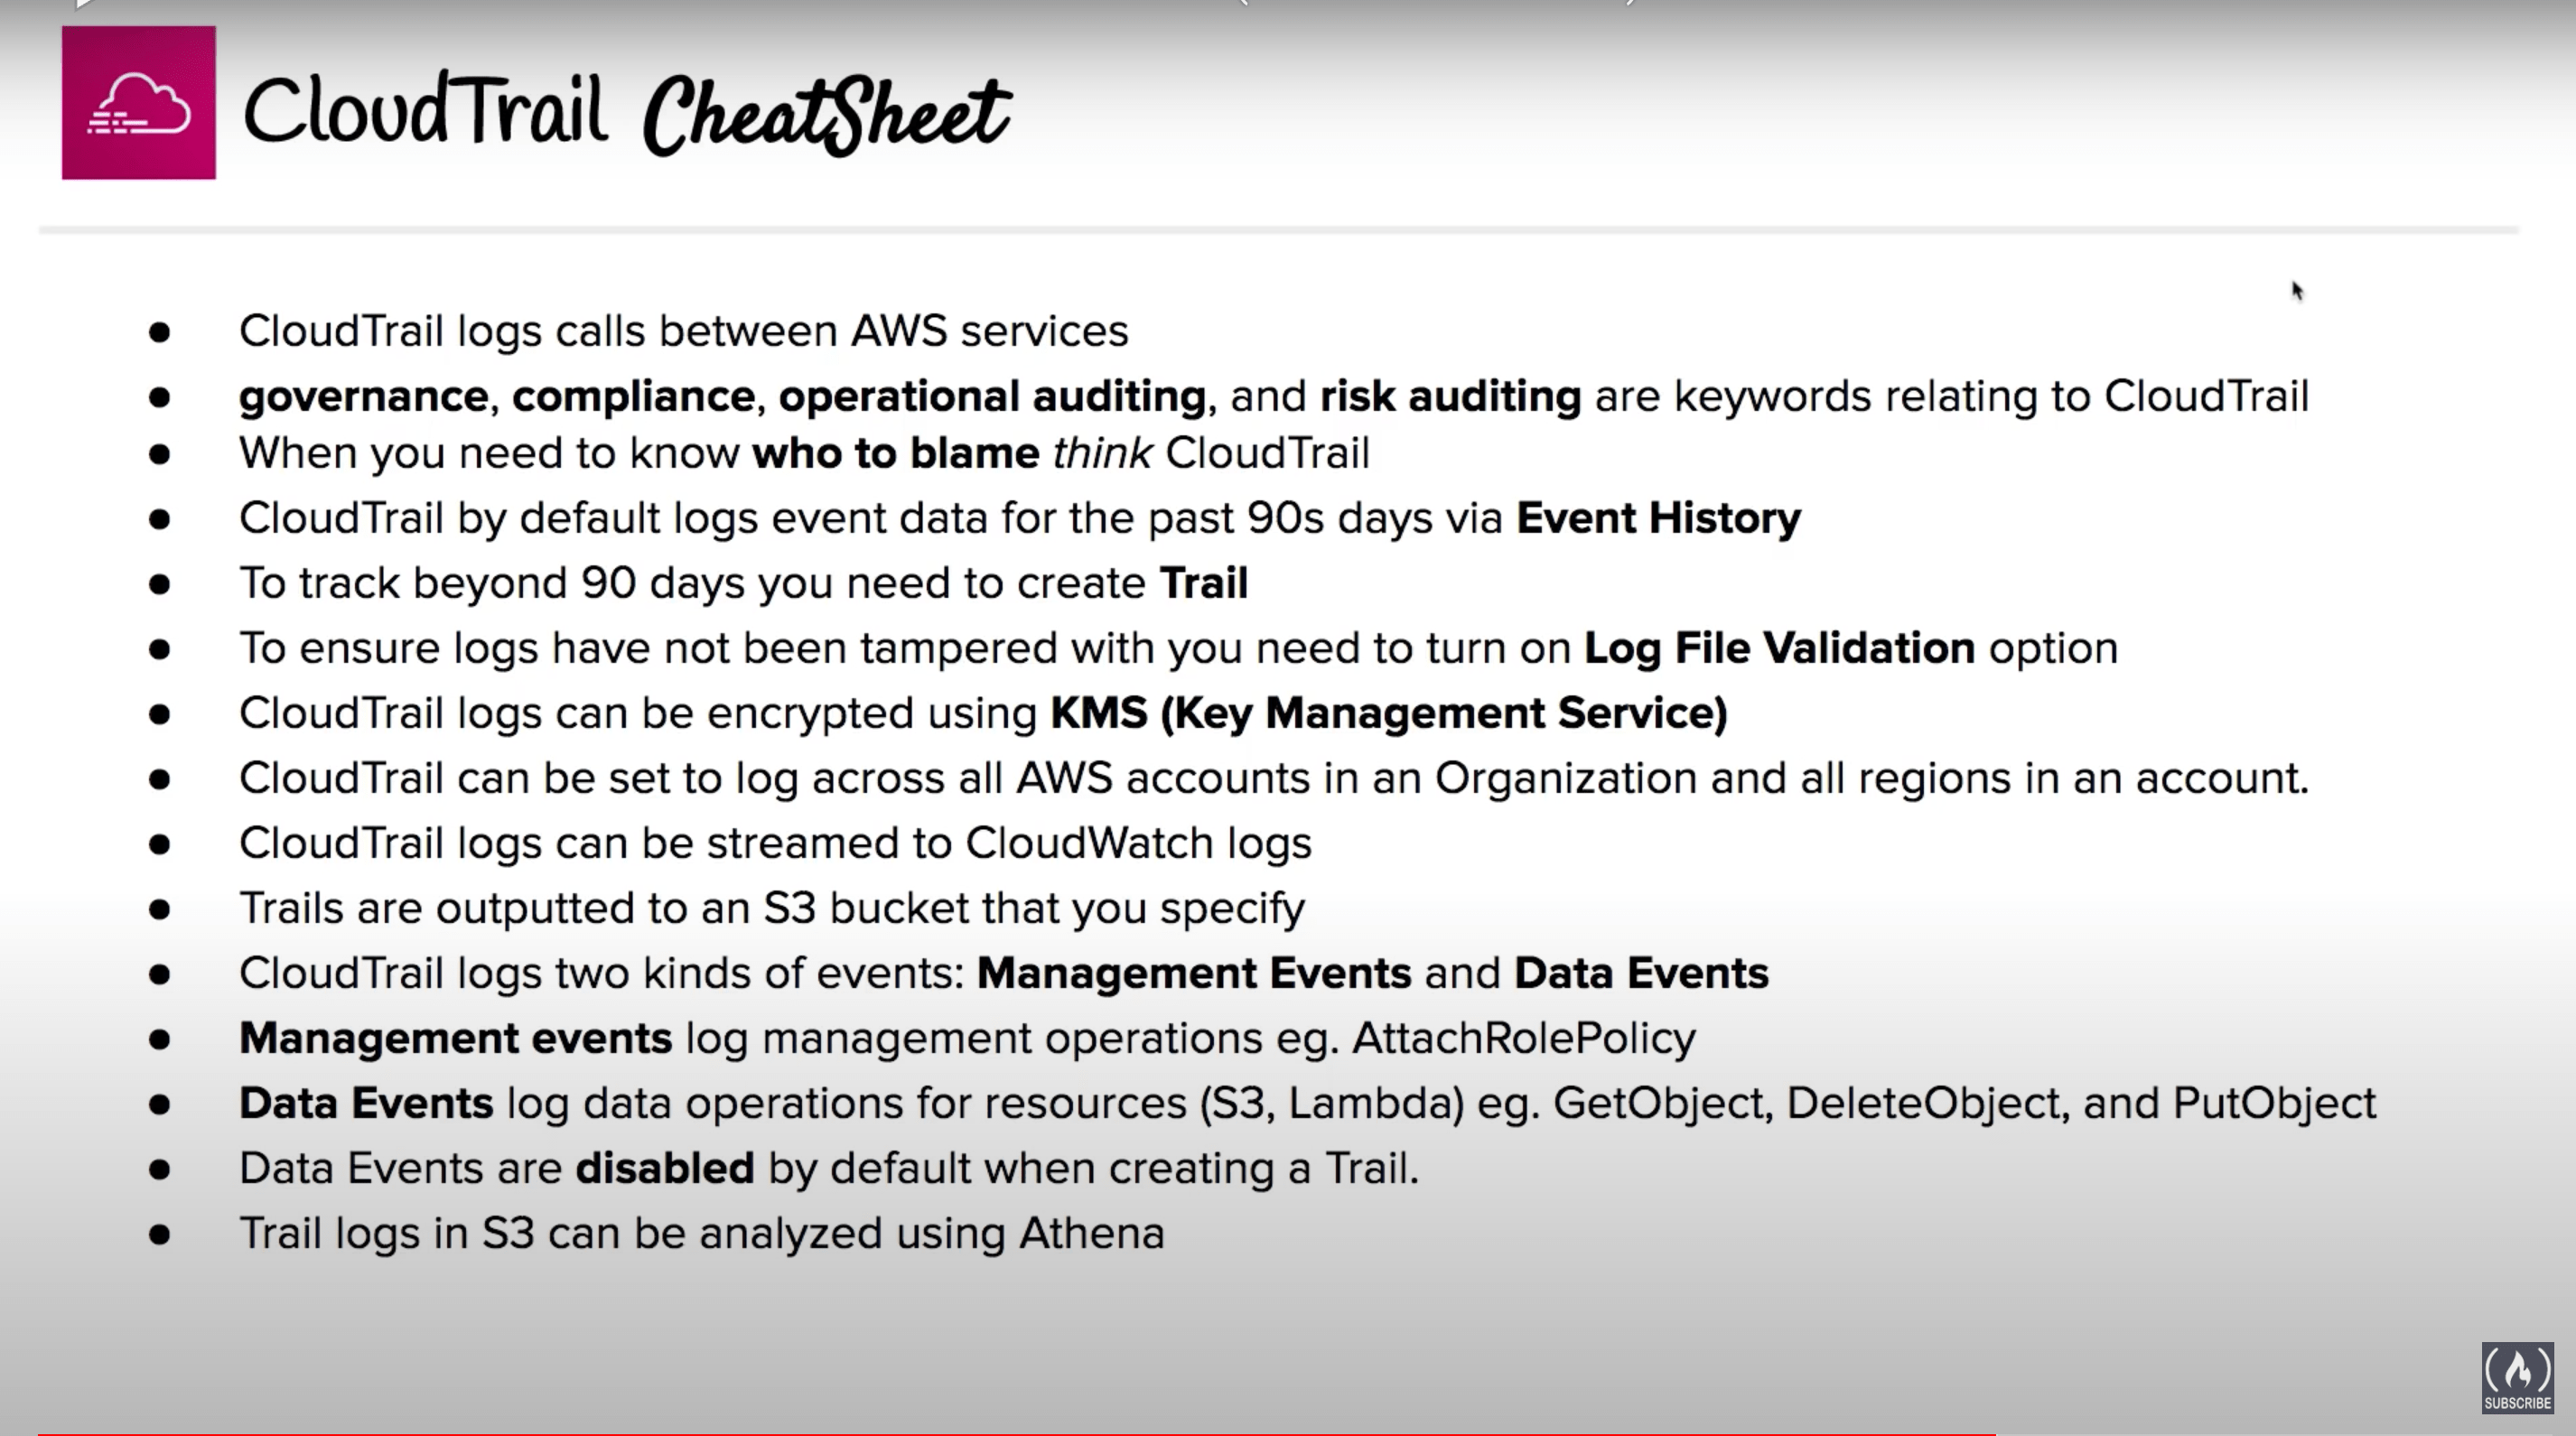 CloudTrail CheatSheet
● CloudTrail logs calls between AWS services
● governance, compliance, operational auditing, and risk auditing are keywords relating to CloudTrail
● When you need to know who to blame think CloudTrail
● CloudTrail by default logs event data for the past 90s days via Event History
● To track beyond 90 days you need to create Trail
● To ensure logs have not been tampered with you need to turn on Log File Validation option
● CloudTrail logs can be encrypted using KMS (Key Management Service)
● CloudTrail can be set to log across all AWS accounts in an Organization and all regions in an account.
● CloudTrail logs can be streamed to CloudWatch logs
● Trails are outputted to an S3 bucket that you specify
● CloudTrail logs two kinds of events: Management Events and Data Events
● Management events log management operations eg. AttachRolePolicy
● Data Events log data operations for resources (S3, Lambda) eg. GetObject, DeleteObject, and PutObject
● Data Events are disabled by default when creating a Trail.
● Trail logs in S3 can be analyzed using Athena
SUBSCRIBE